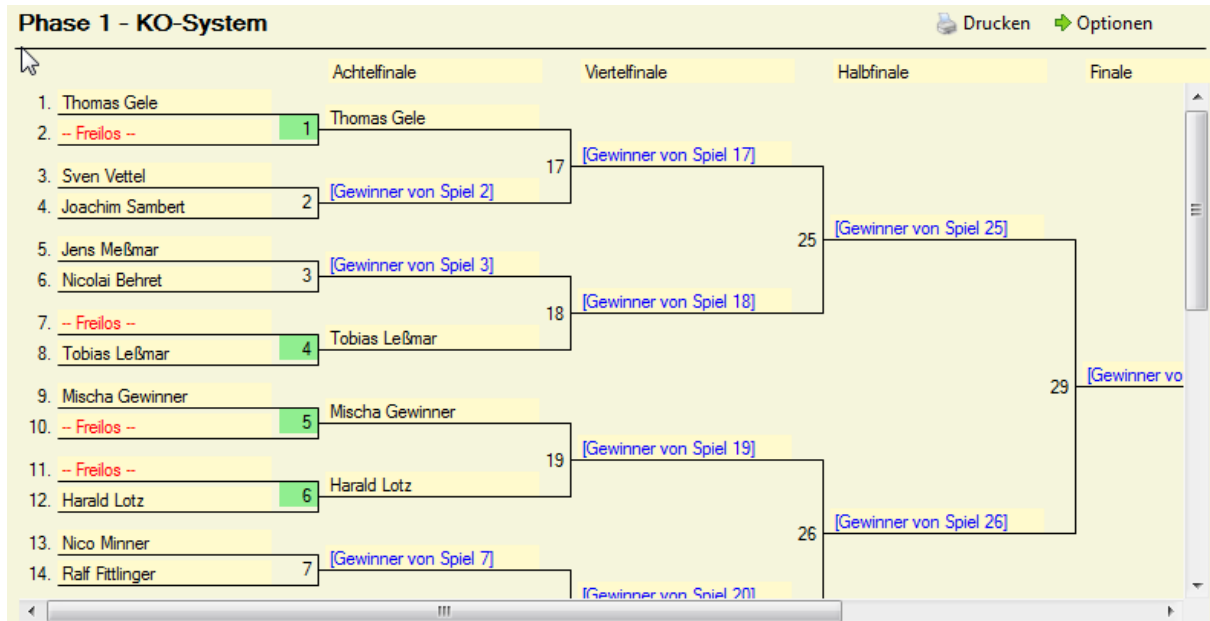 Phase 1 - KO-System
Drucken
Optionen
Achtelfinale
Viertelfinale
Halbfinale
Finale
1. Thomas Gele
2. -- Freilos --
1
Thomas Gele
3. Sven Vettel
4. Joachim Sambert
2
[Gewinner von Spiel 2]
17
[Gewinner von Spiel 17]
5. Jens Meßmar
6. Nicolai Behret
3
[Gewinner von Spiel 3]
7. -- Freilos --
8. Tobias Leßmar
4
Tobias Leßmar
18
[Gewinner von Spiel 18]
25
[Gewinner von Spiel 25]
9. Mischa Gewinner
10. -- Freilos --
5
Mischa Gewinner
11. -- Freilos --
12. Harald Lotz
6
Harald Lotz
19
[Gewinner von Spiel 19]
13. Nico Minner
14. Ralf Fittlinger
7
[Gewinner von Spiel 7]
[Gewinner von Spiel 20]
26
[Gewinner von Spiel 26]
29
[Gewinner vo